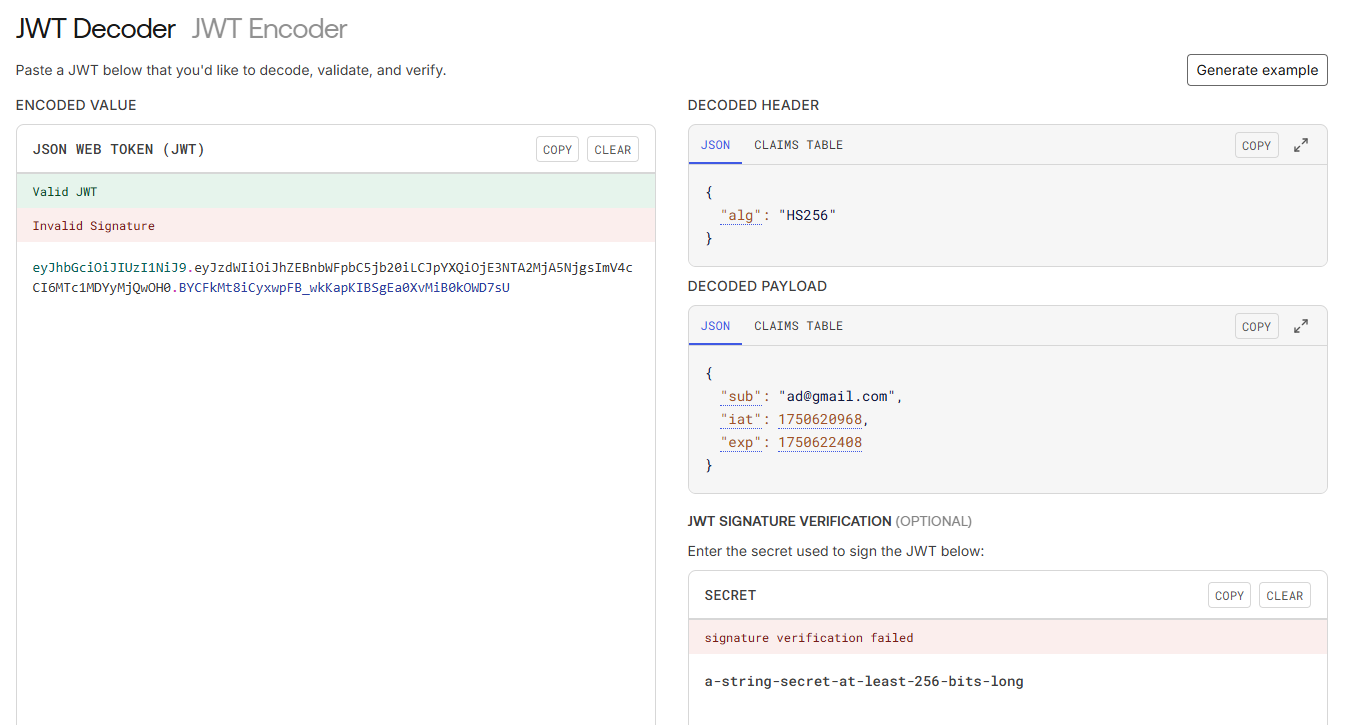 JWT Decoder JWT Encoder
Paste a JWT below that you'd like to decode, validate, and verify.
Generate example
ENCODED VALUE
JSON WEB TOKEN (JWT)
COPY
CLEAR
Valid JWT
Invalid Signature
eyJhbGciOiJIUzI1NiJ9.eyJzdWIiOiJhZEBnbWFpbC5jb20iLCJpYXQiOjE3NTA2MjA5NjgsImV4c
CI6MTc1MDYyMjQwOH0.BYCFkMt8iCyxwpFB_wkKapKIBSgEa0XvMiB0kOWD7sU
DECODED HEADER
JSON
CLAIMS TABLE
COPY
{
"alg": "HS256"
}
DECODED PAYLOAD
JSON
CLAIMS TABLE
COPY
{
"sub": "ad@gmail.com",
"iat": 1750620968,
"exp": 1750622408
}
JWT SIGNATURE VERIFICATION (OPTIONAL)
Enter the secret used to sign the JWT below:
SECRET
COPY
CLEAR
signature verification failed
a-string-secret-at-least-256-bits-long